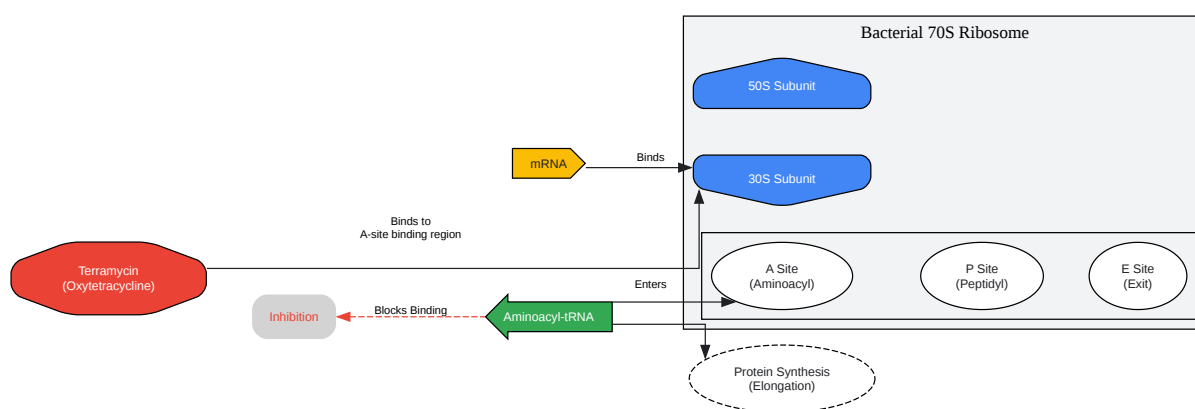 Bacterial 70S Ribosome
50S Subunit
mRNA
Binds
30S Subunit
Binds to
A-site binding region
Terramycin
(Oxytetracycline)
A Site
(Aminoacyl)
P Site
(Peptidyl)
E Site
(Exit)
Enters
Inhibition
Blocks Binding
Aminoacyl-tRNA
Protein Synthesis
(Elongation)